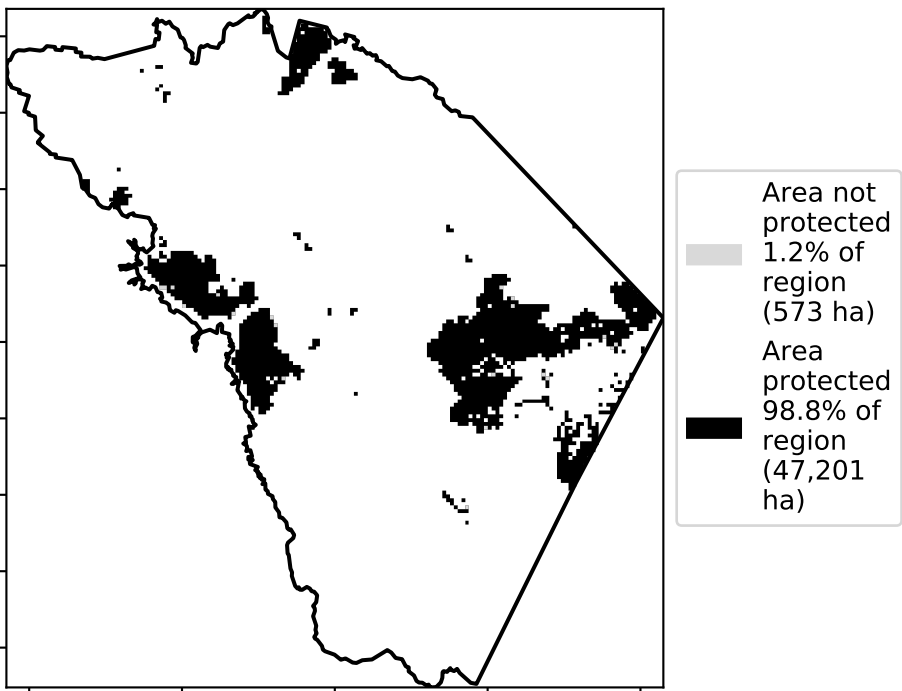 Area not
protected
1.2% of
region
(573 ha)
Area
protected
98.8% of
region
(47,201
ha)